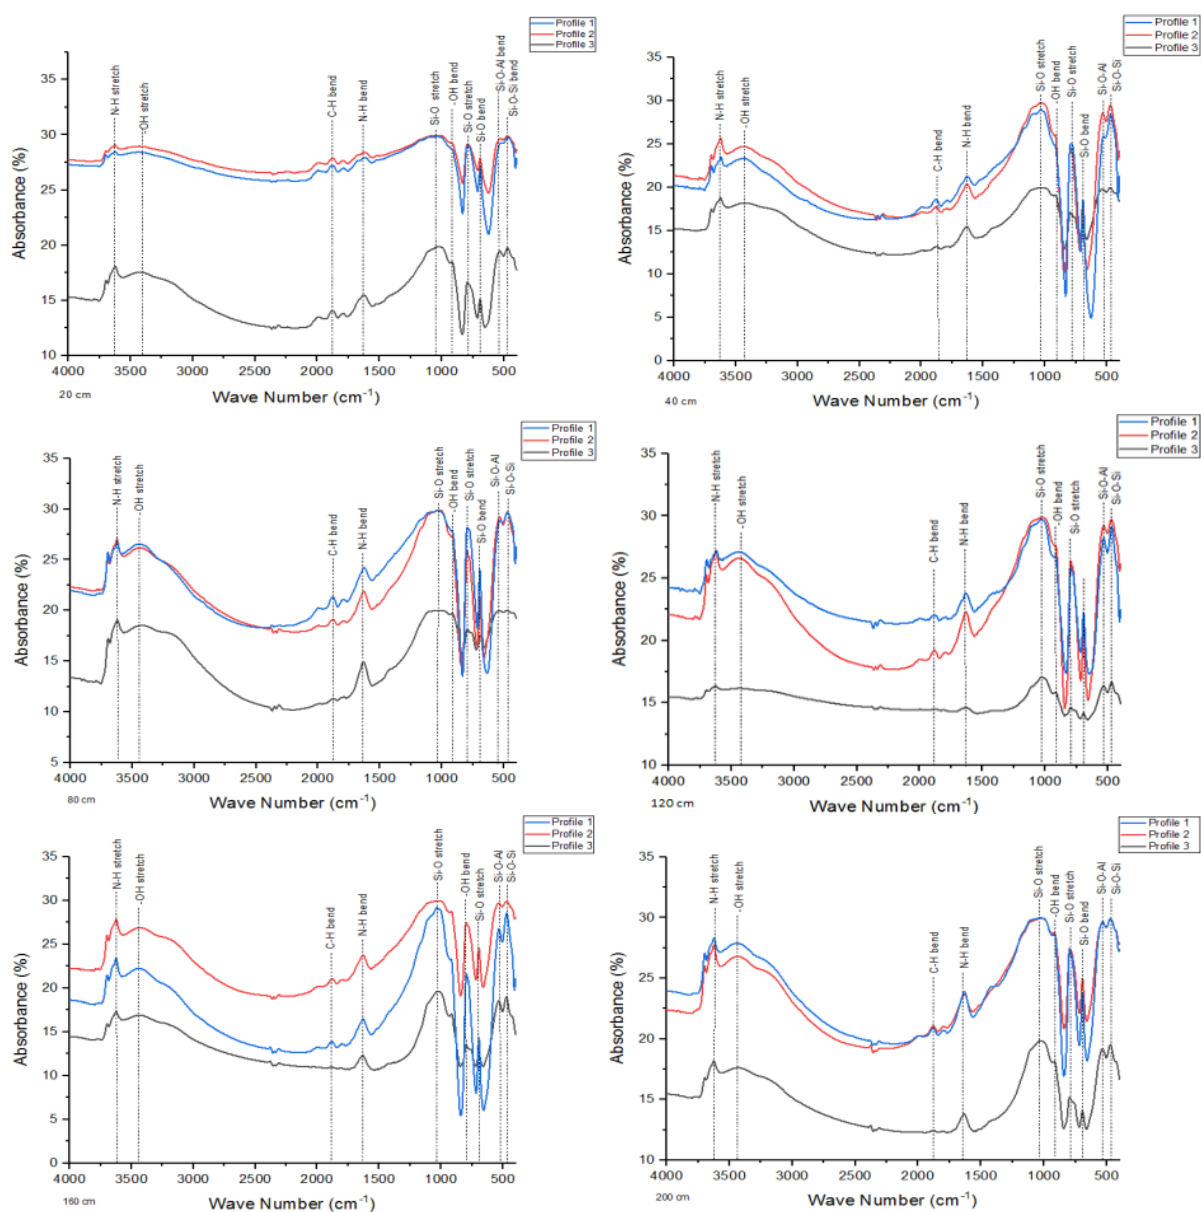 Profile 1
Profile 2
Profile 3
N-H stretch
-OH stretch
C-H bend
N-H bend
Si-O stretch
-OH bend
Si-O stretch
Si-O bend
Si-O-Al bend
Si-O-Si bend
Absorbance (%)
35
30
25
20
15
10
4000 3500 3000 2500 2000 1500 1000 500
Wave Number (cm⁻¹)
20 cm
Profile 1
Profile 2
Profile 3
N-H stretch
-OH stretch
C-H bend
N-H bend
Si-O stretch
-OH bend
Si-O stretch
Si-O bend
Si-O-Al
Si-O-Si
Absorbance (%)
35
30
25
20
15
10
5
0
4000 3500 3000 2500 2000 1500 1000 500
Wave Number (cm⁻¹)
40 cm
Profile 1
Profile 2
Profile 3
N-H stretch
-OH stretch
C-H bend
N-H bend
Si-O stretch
-OH bend
Si-O stretch
Si-O bend
Si-O-Al
Si-O-Si
Absorbance (%)
35
30
25
20
15
10
5
4000 3500 3000 2500 2000 1500 1000 500
Wave Number (cm⁻¹)
80 cm
Profile 1
Profile 2
Profile 3
N-H stretch
-OH stretch
C-H bend
N-H bend
Si-O stretch
-OH bend
Si-O stretch
Si-O-Al
Si-O-Si
Absorbance (%)
35
30
25
20
15
10
4000 3500 3000 2500 2000 1500 1000 500
Wave Number (cm⁻¹)
120 cm
Profile 1
Profile 2
Profile 3
N-H stretch
-OH stretch
C-H bend
N-H bend
Si-O stretch
-OH bend
Si-O stretch
Si-O-Al
Si-O-Si
Absorbance (%)
35
30
25
20
15
10
5
0
4000 3500 3000 2500 2000 1500 1000 500
Wave Number (cm⁻¹)
160 cm
Profile 1
Profile 2
Profile 3
N-H stretch
-OH stretch
C-H bend
N-H bend
Si-O stretch
-OH bend
Si-O stretch
Si-O bend
Si-O-Al
Si-O-Si
Absorbance (%)
35
30
25
20
15
10
4000 3500 3000 2500 2000 1500 1000 500
Wave Number (cm⁻¹)
200 cm